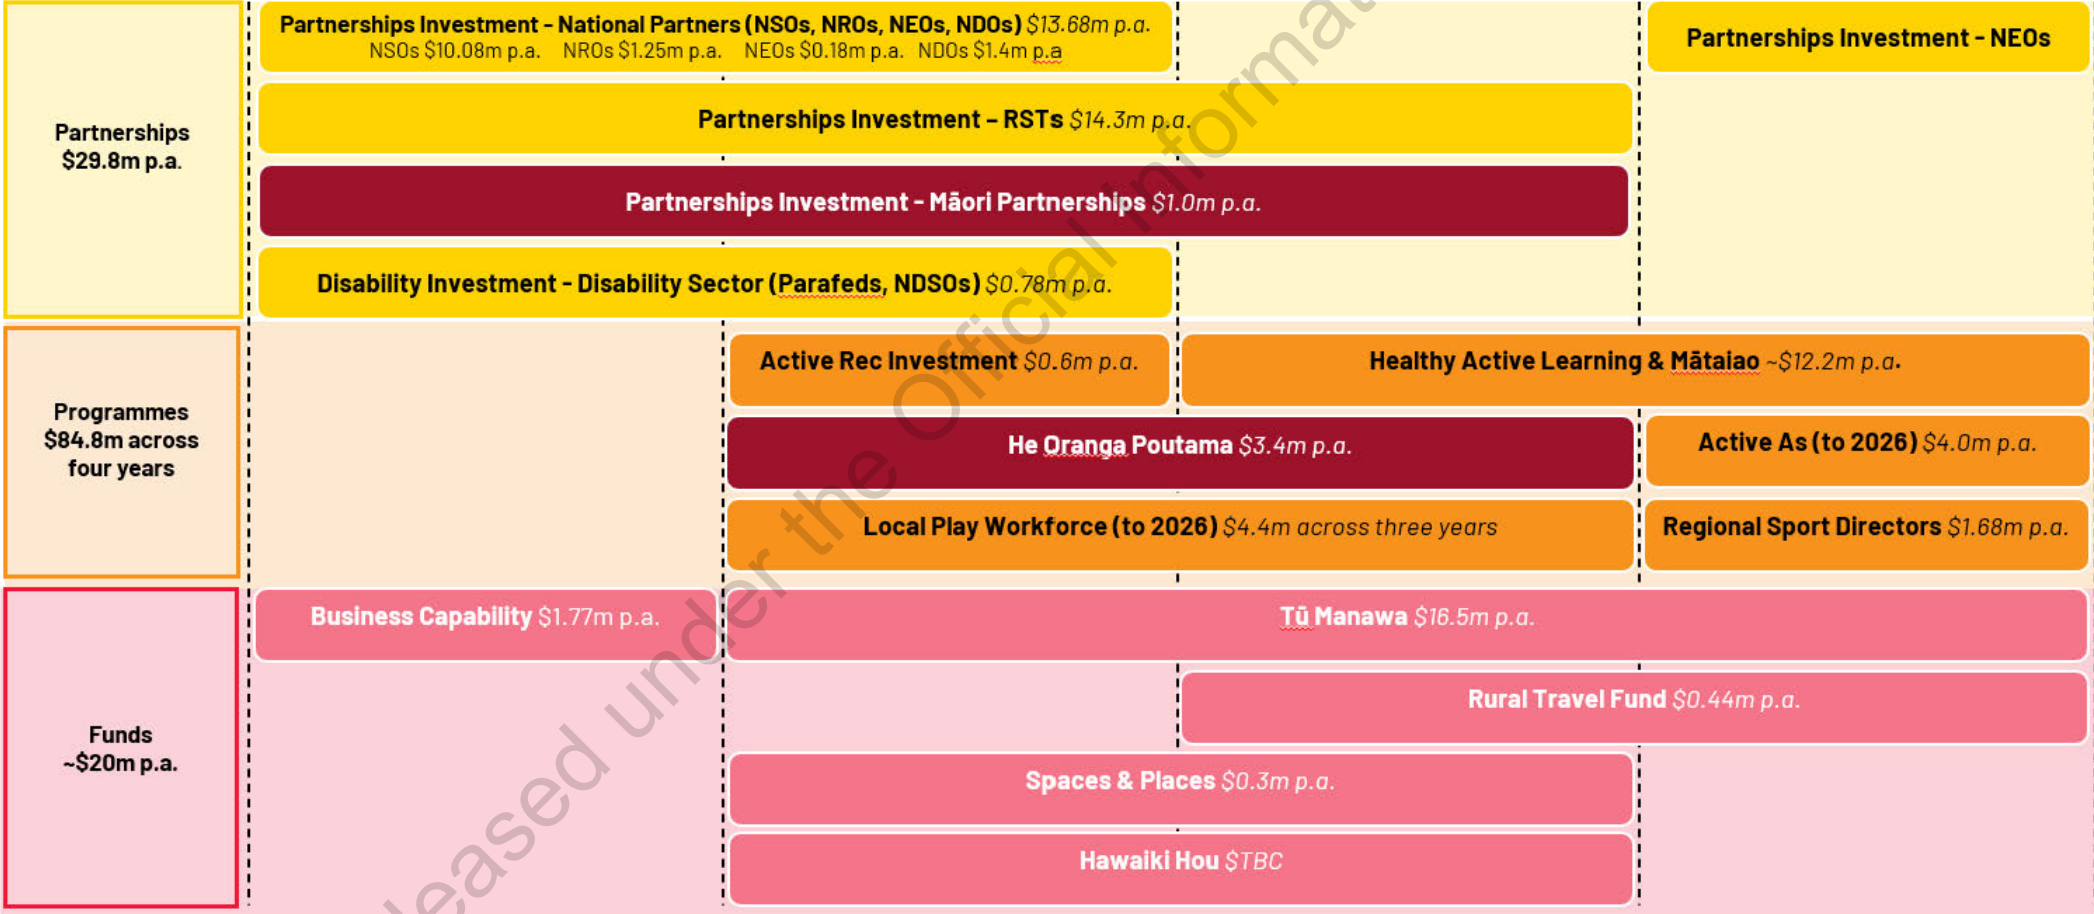 Partnerships Investment - National Partners (NSOs, NROs, NEOs, NDOs) $13.68m p.a.
NSOs $10.08m p.a. NROs $1.25m p.a. NEOs $0.18m p.a. NDOs $1.4m p.a
Partnerships Investment - NEOs
Partnerships
$29.8m p.a.
Partnerships Investment – RSTs $14.3m p.a.
Partnerships Investment - Māori Partnerships $1.0m p.a.
Disability Investment - Disability Sector (Parafeds, NDSOs) $0.78m p.a.
Programmes
$84.8m across
four years
Active Rec Investment $0.6m p.a.
Healthy Active Learning & Mātaiao ~$12.2m p.a.
He Oranga Poutama $3.4m p.a.
Active As (to 2026) $4.0m p.a.
Local Play Workforce (to 2026) $4.4m across three years
Regional Sport Directors $1.68m p.a.
Funds
~$20m p.a.
Business Capability $1.77m p.a.
Tū Manawa $16.5m p.a.
Rural Travel Fund $0.44m p.a.
Spaces & Places $0.3m p.a.
Hawaiki Hou $TBC
leased under the Official Informat